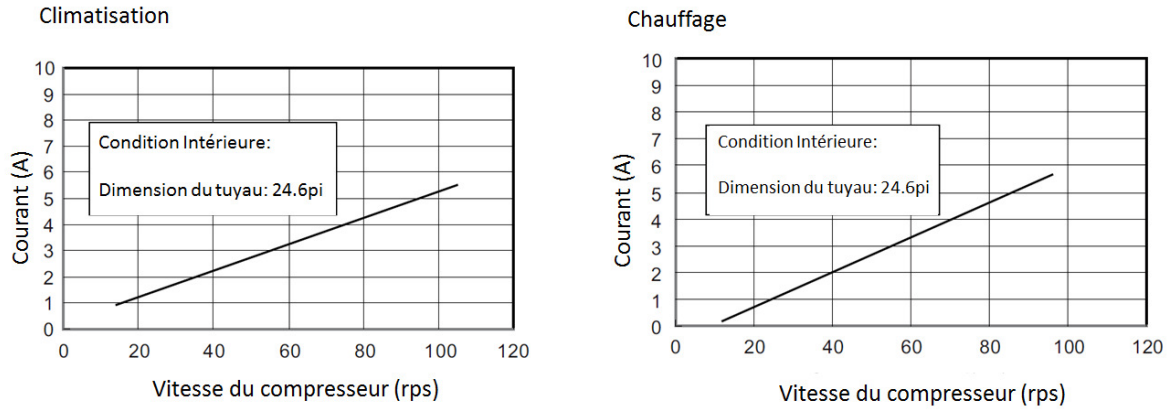 Climatisation
10
9
8
7
6
5
4
3
2
1
0
0 20 40 60 80 100 120
Courant (A)
Condition Intérieure:
Dimension du tuyau: 24.6pi
Vitesse du compresseur (rps)
Chauffage
10
9
8
7
6
5
4
3
2
1
0
0 20 40 60 80 100 120
Courant (A)
Condition Intérieure:
Dimension du tuyau: 24.6pi
Vitesse du compresseur (rps)